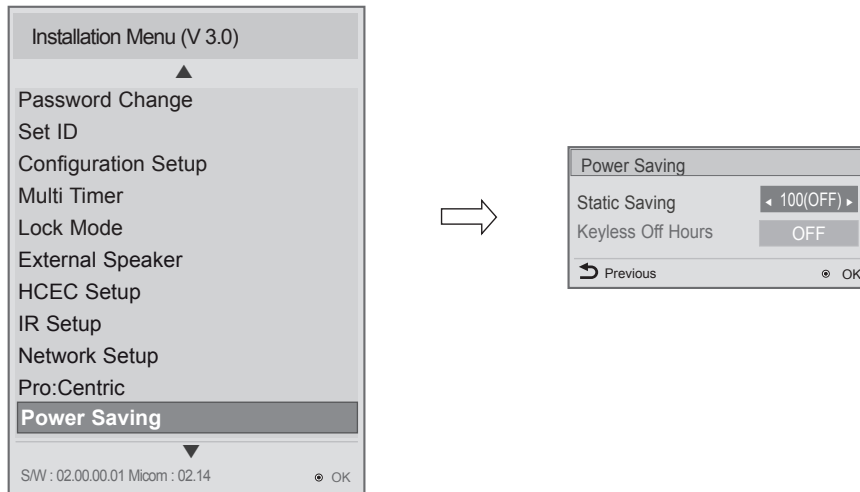 Installation Menu (V 3.0)
Password Change
Set ID
Configuration Setup
Multi Timer
Lock Mode
External Speaker
HCEC Setup
IR Setup
Network Setup
Pro:Centric
Power Saving
S/W : 02.00.00.01 Micom : 02.14 OK
Power Saving
Static Saving 100(OFF)
Keyless Off Hours OFF
Previous OK